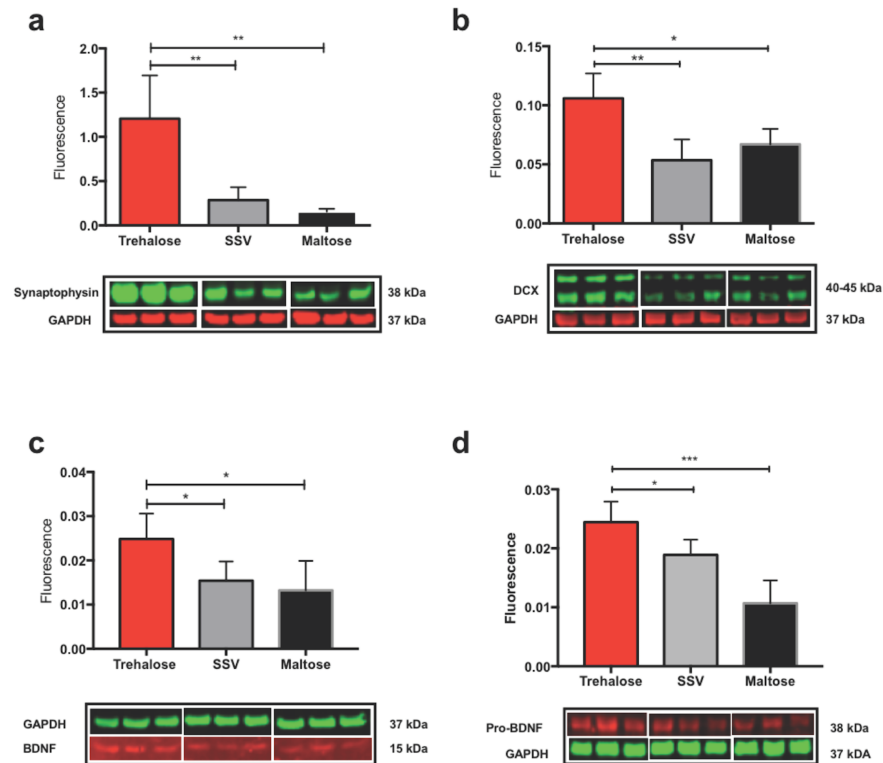 a
**
**
2.0
1.5
1.0
0.5
0.0
Fluorescence
Trehalose SSV Maltose
Synaptophysin 38 kDa
GAPDH 37 kDa
b
*
**
0.15
0.10
0.05
0.00
Fluorescence
Trehalose SSV Maltose
DCX 40-45 kDa
GAPDH 37 kDa
c
*
*
0.04
0.03
0.02
0.01
0.00
Fluorescence
Trehalose SSV Maltose
GAPDH 37 kDa
BDNF 15 kDa
d
***
*
0.03
0.02
0.01
0.00
Fluorescence
Trehalose SSV Maltose
Pro-BDNF 38 kDa
GAPDH 37 kDA